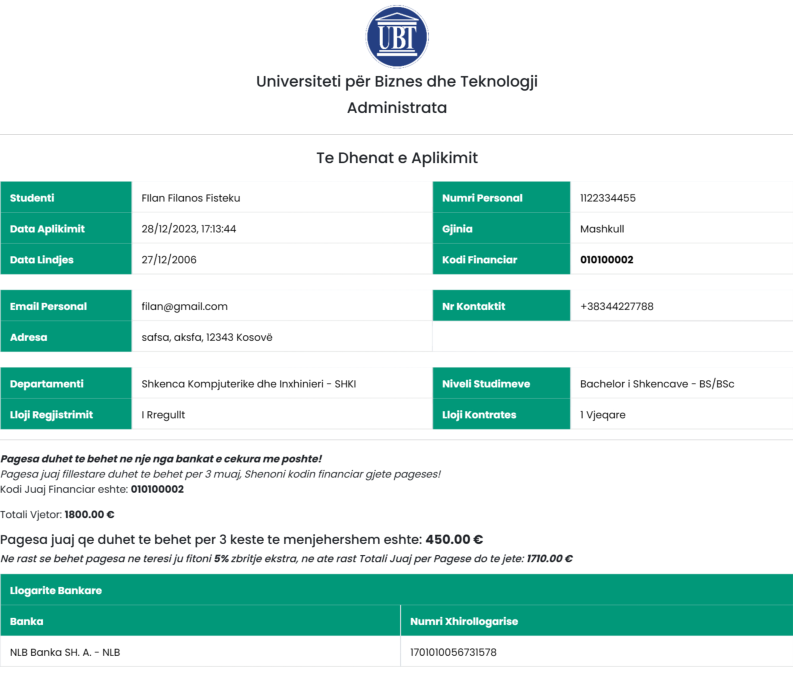 UBT
Universiteti për Biznes dhe Teknologji
Administrata
Te Dhenat e Aplikimit
Studenti FIlan Filanos Fisteku Numri Personal 1122334455
Data Aplikimit 28/12/2023, 17:13:44 Gjinia Mashkull
Data Lindjes 27/12/2006 Kodi Financiar 010100002
Email Personal filan@gmail.com Nr Kontaktit +38344227788
Adresa safsa, aksfa, 12343 Kosovë
Departamenti Shkenca Kompjuterike dhe Inxhinieri - SHKI Niveli Studimeve Bachelor i Shkencave - BS/BSc
Lloji Regjistrimit I Rregullt Lloji Kontrates 1 Vjeqare
Pagesa duhet te behet ne nje nga bankat e cekura me poshte!
Pagesa juaj fillestare duhet te behet per 3 muaj, Shenoni kodin financiar gjete pageses!
Kodi Juaj Financiar eshte: 010100002
Totali Vjetor: 1800.00 €
Pagesa juaj qe duhet te behet per 3 keste te menjehershem eshte: 450.00 €
Ne rast se behet pagesa ne teresi ju fitoni 5% zbritje ekstra, ne ate rast Totali Juaj per Pagese do te jete: 1710.00 €
Llogarite Bankare
Banka Numri Xhirollogarise
NLB Banka SH. A. - NLB 1701010056731578